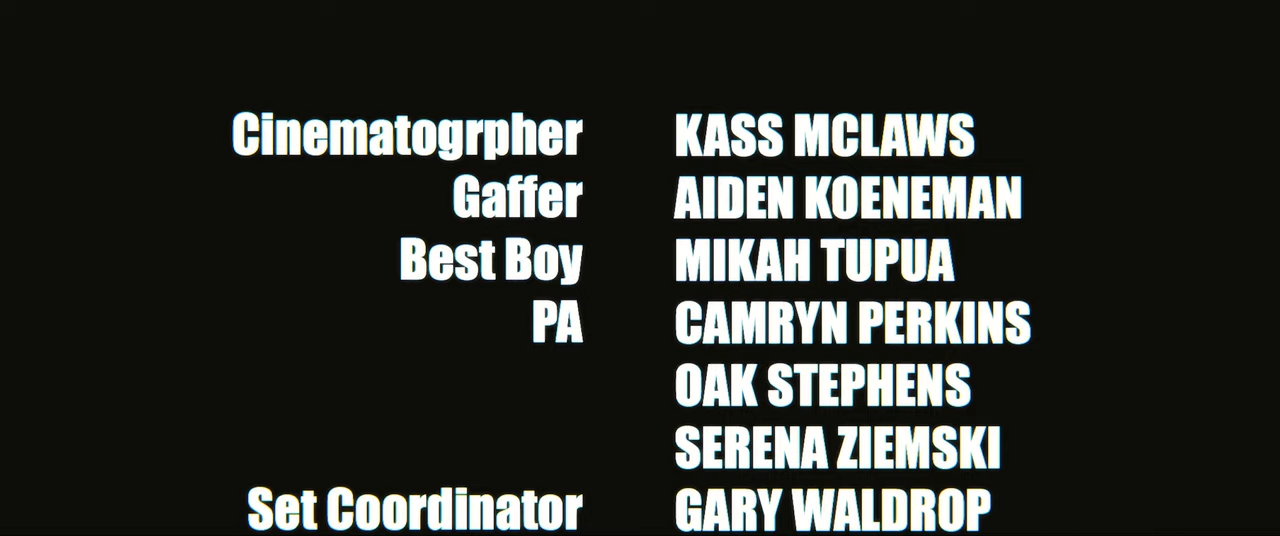 Cinematogrpher KASS MCLAWS
Gaffer AIDEN KOENEMAN
Best Boy MIKAH TUPUA
PA CAMRYN PERKINS
OAK STEPHENS
SERENA ZIEMSKI
Set Coordinator GARY WALDROP